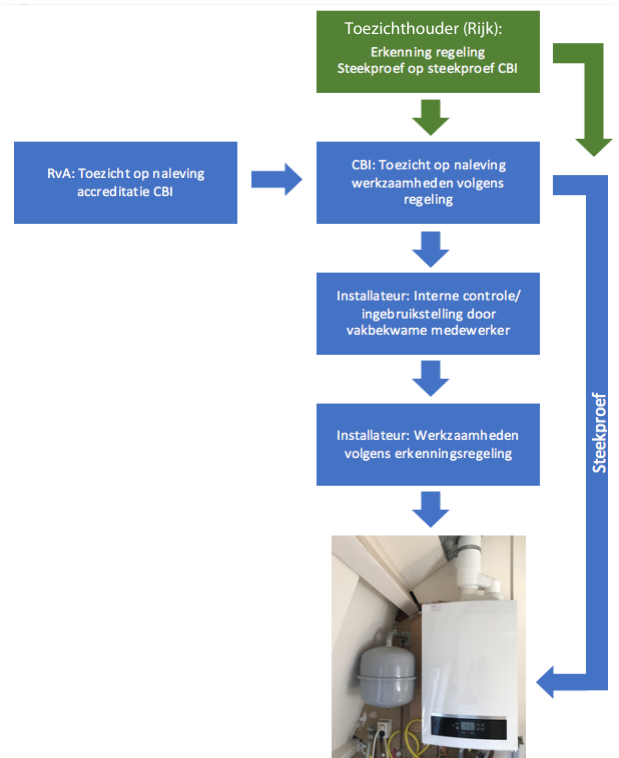 Toezichthouder (Rijk):
Erkenning regeling
Steekproef op steekproef CBI
RvA: Toezicht op naleving
accreditatie CBI
CBI: Toezicht op naleving
werkzaamheden volgens
regeling
Installateur: Interne controle/
ingebruikstelling door
vakbekwame medewerker
Installateur: Werkzaamheden
volgens erkenningsregeling
Steekproef